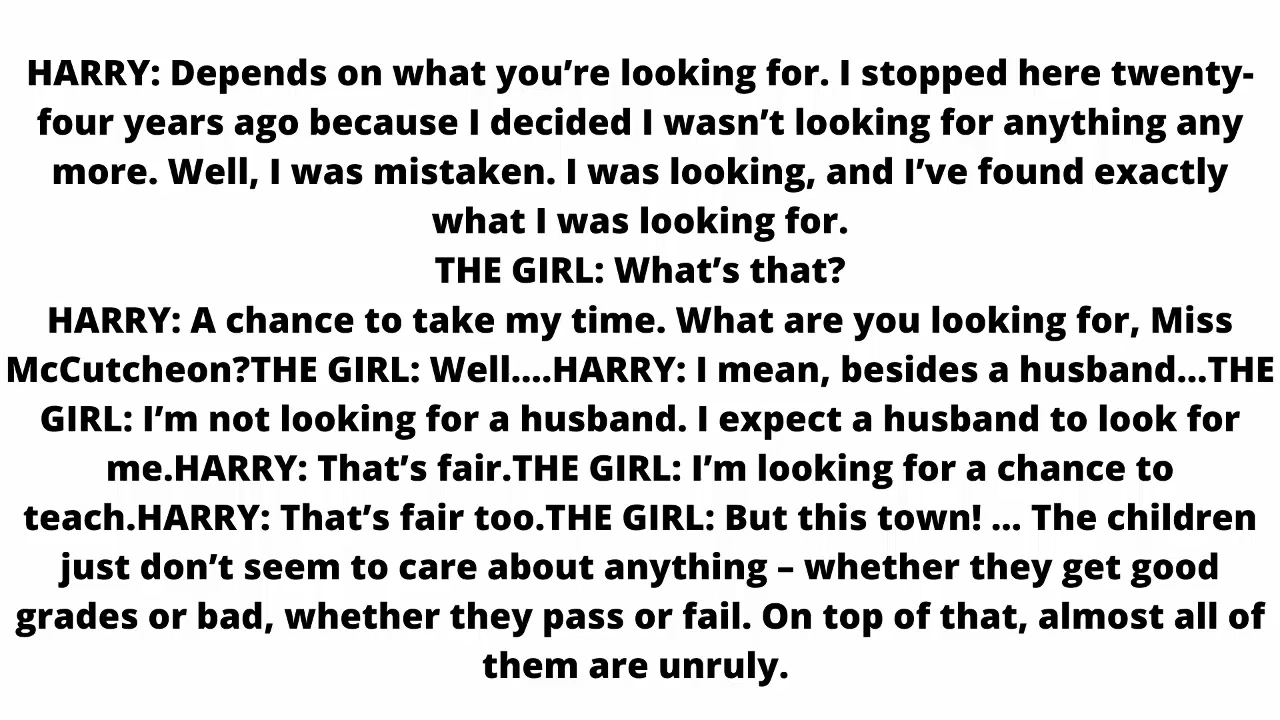 HARRY: Depends on what you’re looking for. I stopped here twenty-
four years ago because I decided I wasn’t looking for anything any
more. Well, I was mistaken. I was looking, and I’ve found exactly
what I was looking for.
THE GIRL: What’s that?
HARRY: A chance to take my time. What are you looking for, Miss
McCutcheon?THE GIRL: Well....HARRY: I mean, besides a husband...THE
GIRL: I’m not looking for a husband. I expect a husband to look for
me.HARRY: That’s fair.THE GIRL: I’m looking for a chance to
teach.HARRY: That’s fair too.THE GIRL: But this town! ... The children
just don’t seem to care about anything – whether they get good
grades or bad, whether they pass or fail. On top of that, almost all of
them are unruly.